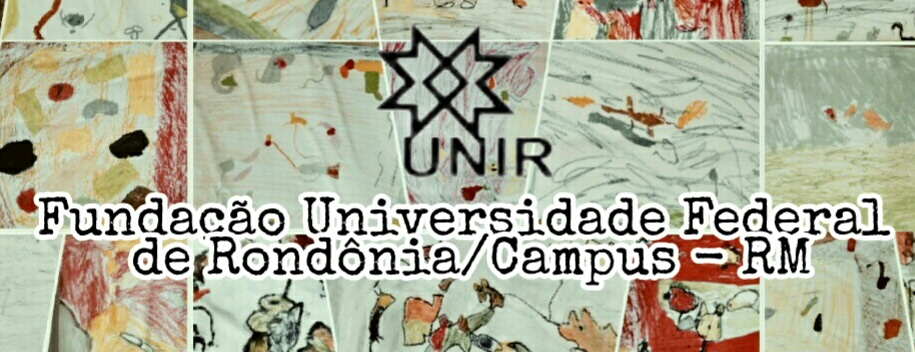 UNIR
Fundação Universidade Federal
de Rondônia/Campus - RM